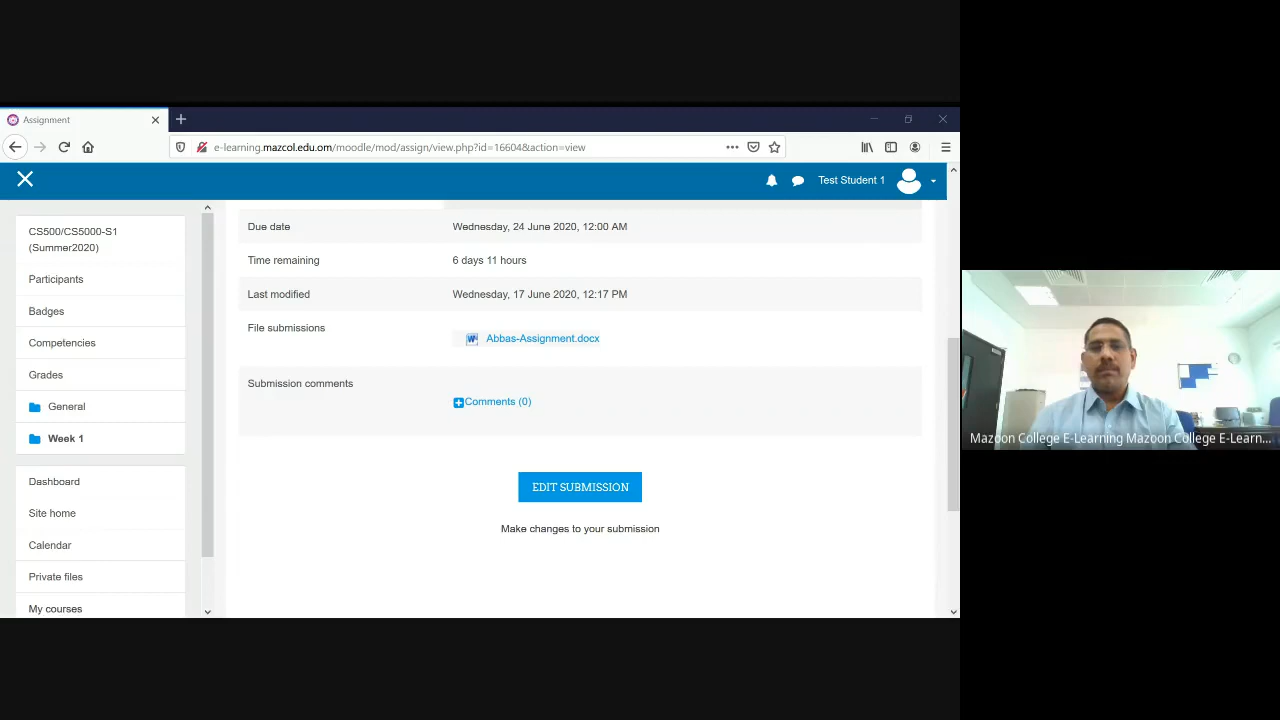 Assignment
e-learning.mazcol.edu.om/moodle/mod/assign/view.php?id=16604&action=view
Test Student 1
CS500/CS5000-S1
(Summer2020)
Participants
Badges
Competencies
Grades
General
Week 1
Dashboard
Site home
Calendar
Private files
My courses
Due date Wednesday, 24 June 2020, 12:00 AM
Time remaining 6 days 11 hours
Last modified Wednesday, 17 June 2020, 12:17 PM
File submissions Abbas-Assignment.docx
Submission comments
Comments (0)
EDIT SUBMISSION
Make changes to your submission
Mazoon College E-Learning Mazoon College E-Learn...